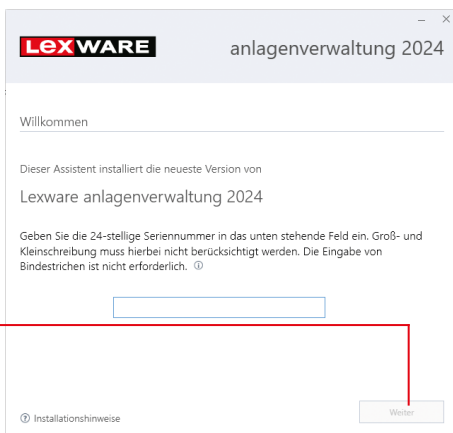 LEXWARE
anlagenverwaltung 2024
Willkommen
Dieser Assistent installiert die neueste Version von
Lexware anlagenverwaltung 2024
Geben Sie die 24-stellige Seriennummer in das unten stehende Feld ein. Groß- und
Kleinschreibung muss hierbei nicht berücksichtigt werden. Die Eingabe von
Bindestrichen ist nicht erforderlich.
Installationshinweise
Weiter